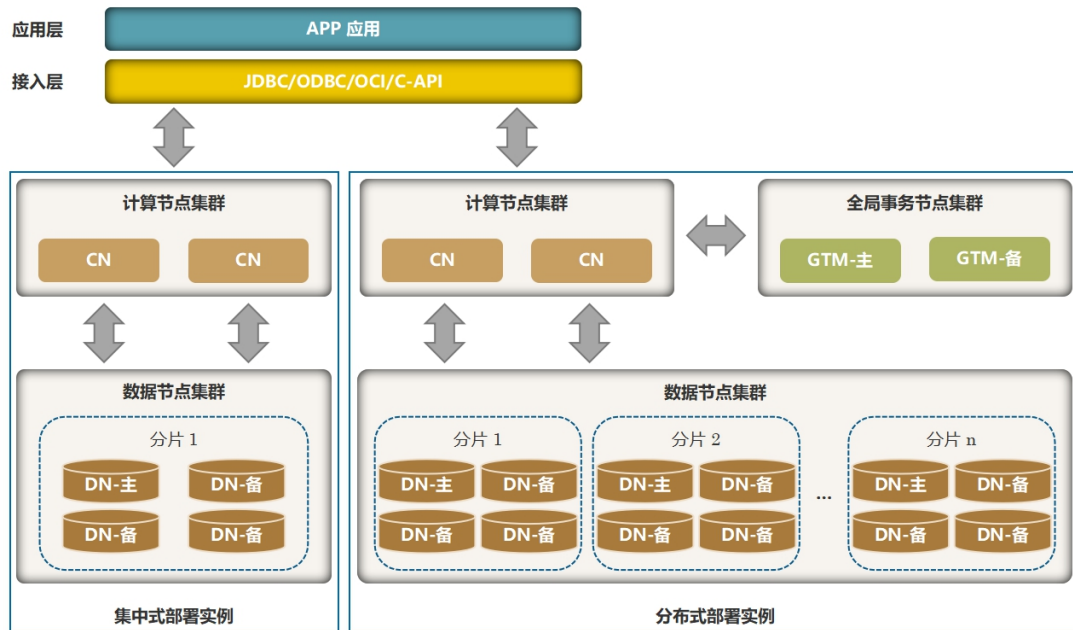 应用层
APP 应用
接入层
JDBC/ODBC/OCI/C-API
计算节点集群
CN
CN
数据节点集群
分片 1
DN-主
DN-备
DN-备
DN-备
集中式部署实例
计算节点集群
CN
CN
全局事务节点集群
GTM-主
GTM-备
数据节点集群
分片 1
DN-主
DN-备
DN-备
DN-备
分片 2
DN-主
DN-备
DN-备
DN-备
...
分片 n
DN-主
DN-备
DN-备
DN-备
分布式部署实例